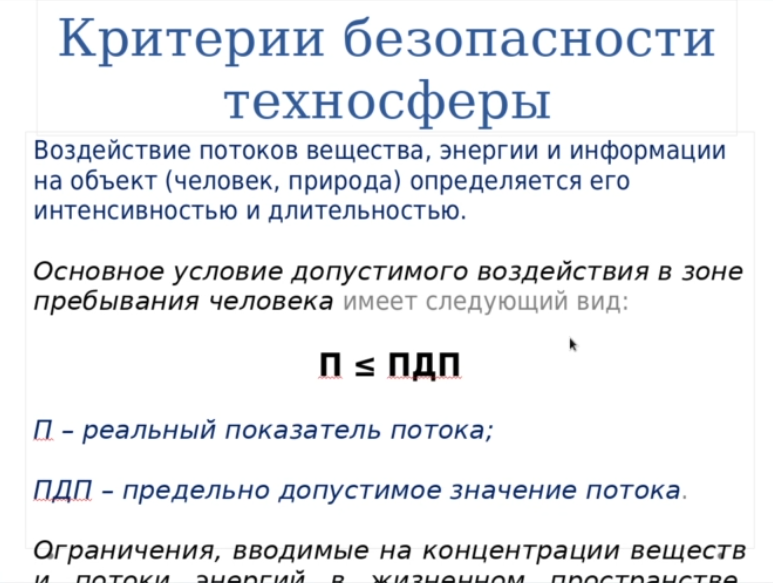 Критерии безопасности
техносферы
Воздействие потоков вещества, энергии и информации
на объект (человек, природа) определяется его
интенсивностью и длительностью.
Основное условие допустимого воздействия в зоне
пребывания человека имеет следующий вид:
П ≤ ПДП
П – реальный показатель потока;
ПДП – предельно допустимое значение потока.
Ограничения, вводимые на концентрации веществ
и потоки энергий в жизненном пространстве